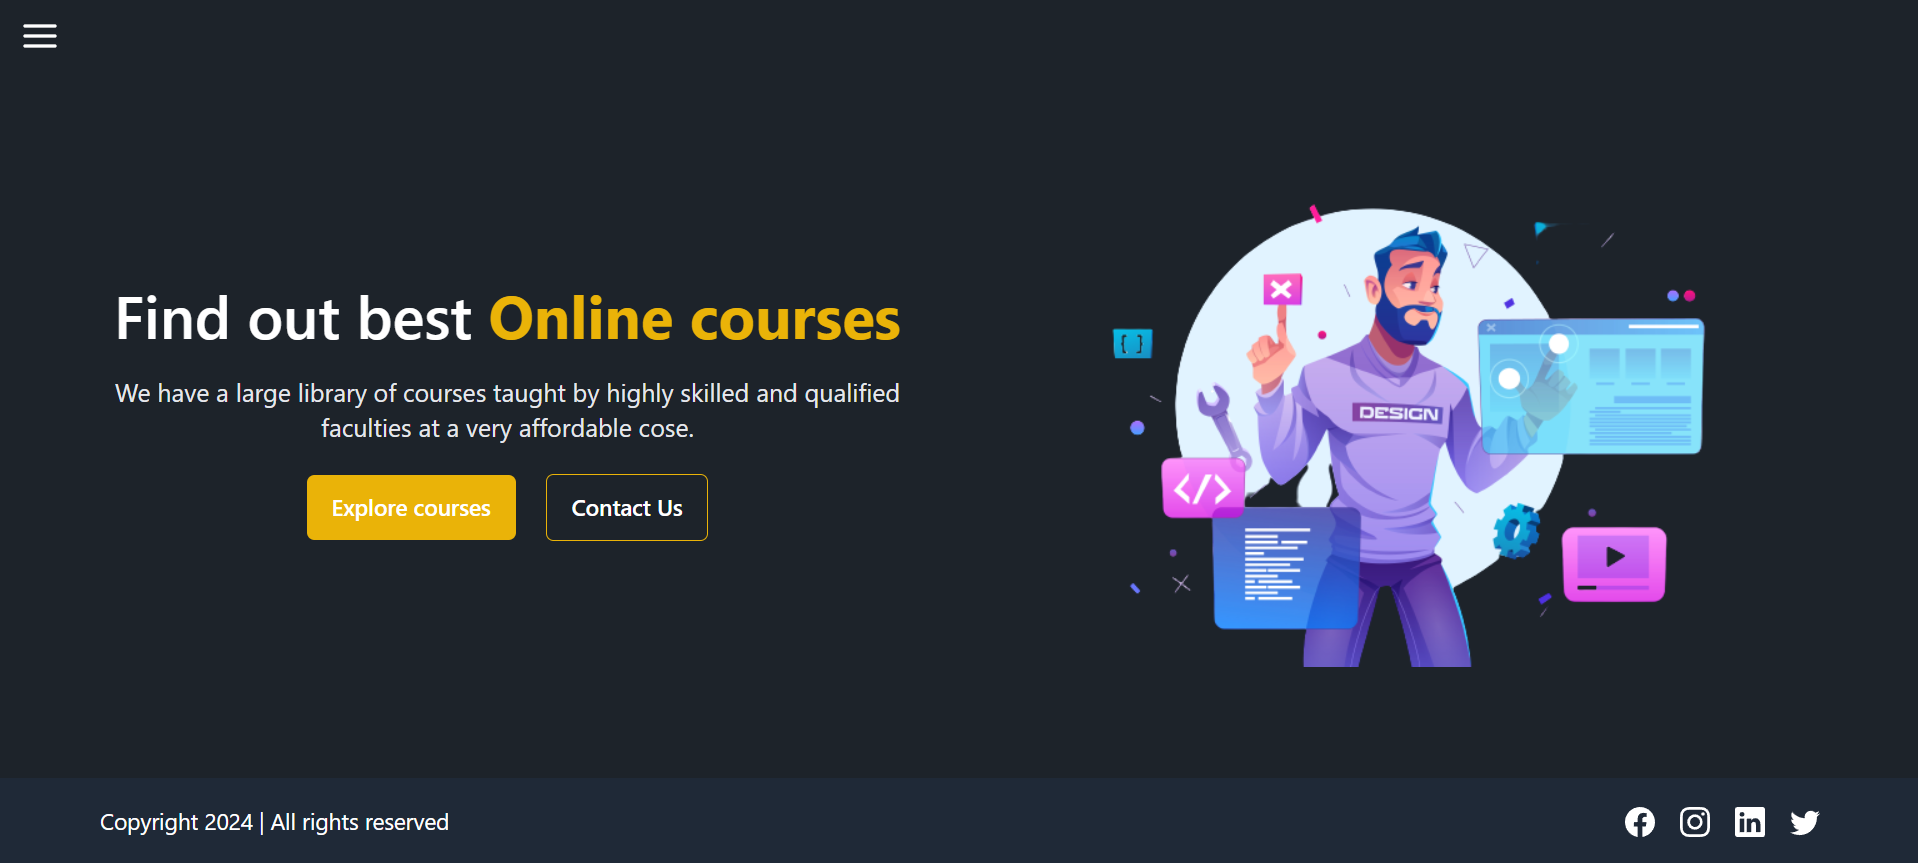 Find out best Online courses
We have a large library of courses taught by highly skilled and qualified
faculties at a very affordable cose.
Explore courses
Contact Us
DESIGN
[ ]
</>
Copyright 2024 | All rights reserved